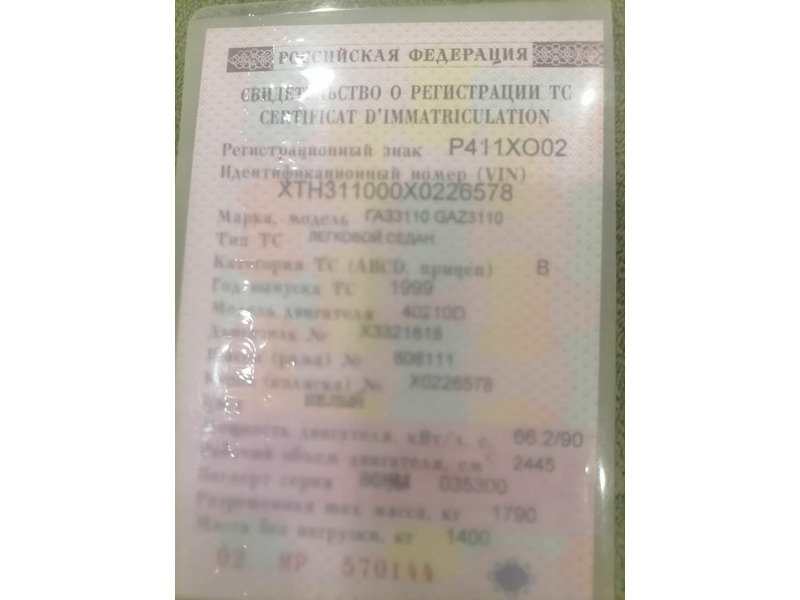 РОССИЙСКАЯ ФЕДЕРАЦИЯ
СВИДЕТЕЛЬСТВО О РЕГИСТРАЦИИ ТС
CERTIFICAT D'IMMATRICULATION
Регистрационный знак Р411ХО02
Идентификационный номер (VIN)
XTH311000X0226578
Марка, модель ГАЗ3110 GAZ3110
Тип ТС ЛЕГКОВОЙ СЕДАН
Категория ТС (ABCD, прицеп) B
Год выпуска ТС 1999
Модель двигателя 40210D
Двигатель № X3321818
Шасси (рама) № 808111
Кузов (коляска) № X0226578
Цвет БЕЛЫЙ
Мощность двигателя, кВт/л. с. 66.2/90
Рабочий объем двигателя, см 2445
Паспорт серия 035300
Разрешенная max масса, кг 1790
Масса без нагрузки, кг 1400
02 МР 570144